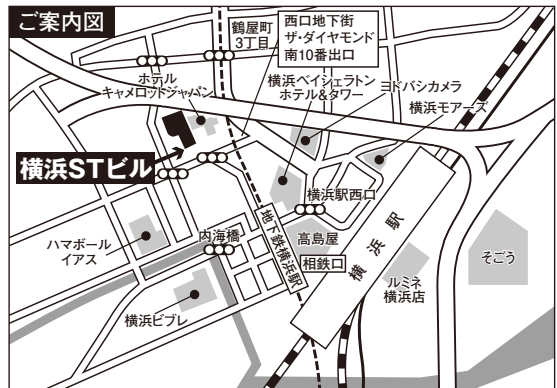 ご案内図
鶴屋町
3丁目
西口地下街
ザ・ダイヤモンド
南10番出口
ホテル
キャメロットジャパン
横浜ベイシェラトン
ホテル&タワー
ヨドバシカメラ
横浜モアーズ
横浜STビル
横浜駅西口
ハマボール
イアス
内海橋
地下鉄横浜駅
高島屋
相鉄口
横浜駅
そごう
ルミネ
横浜店
横浜ビブレ